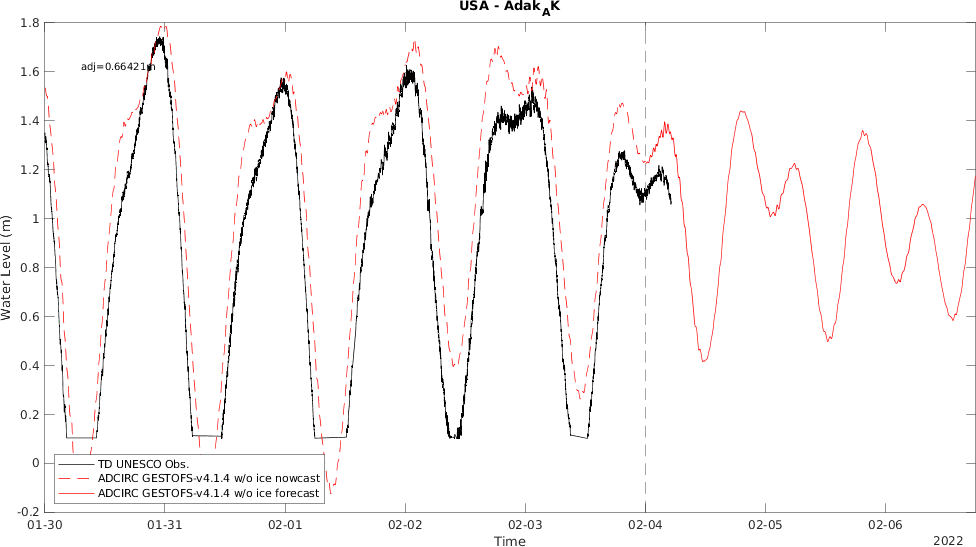 USA - Adak AK
1.8
1.6
1.4
1.2
1
0.8
0.6
0.4
0.2
0
-0.2
Water Level (m)
adj=0.66421m
TD UNESCO Obs.
ADCIRC GESTOFS-v4.1.4 w/o ice nowcast
ADCIRC GESTOFS-v4.1.4 w/o ice forecast
01-30 01-31 02-01 02-02 02-03 02-04 02-05 02-06
Time
2022